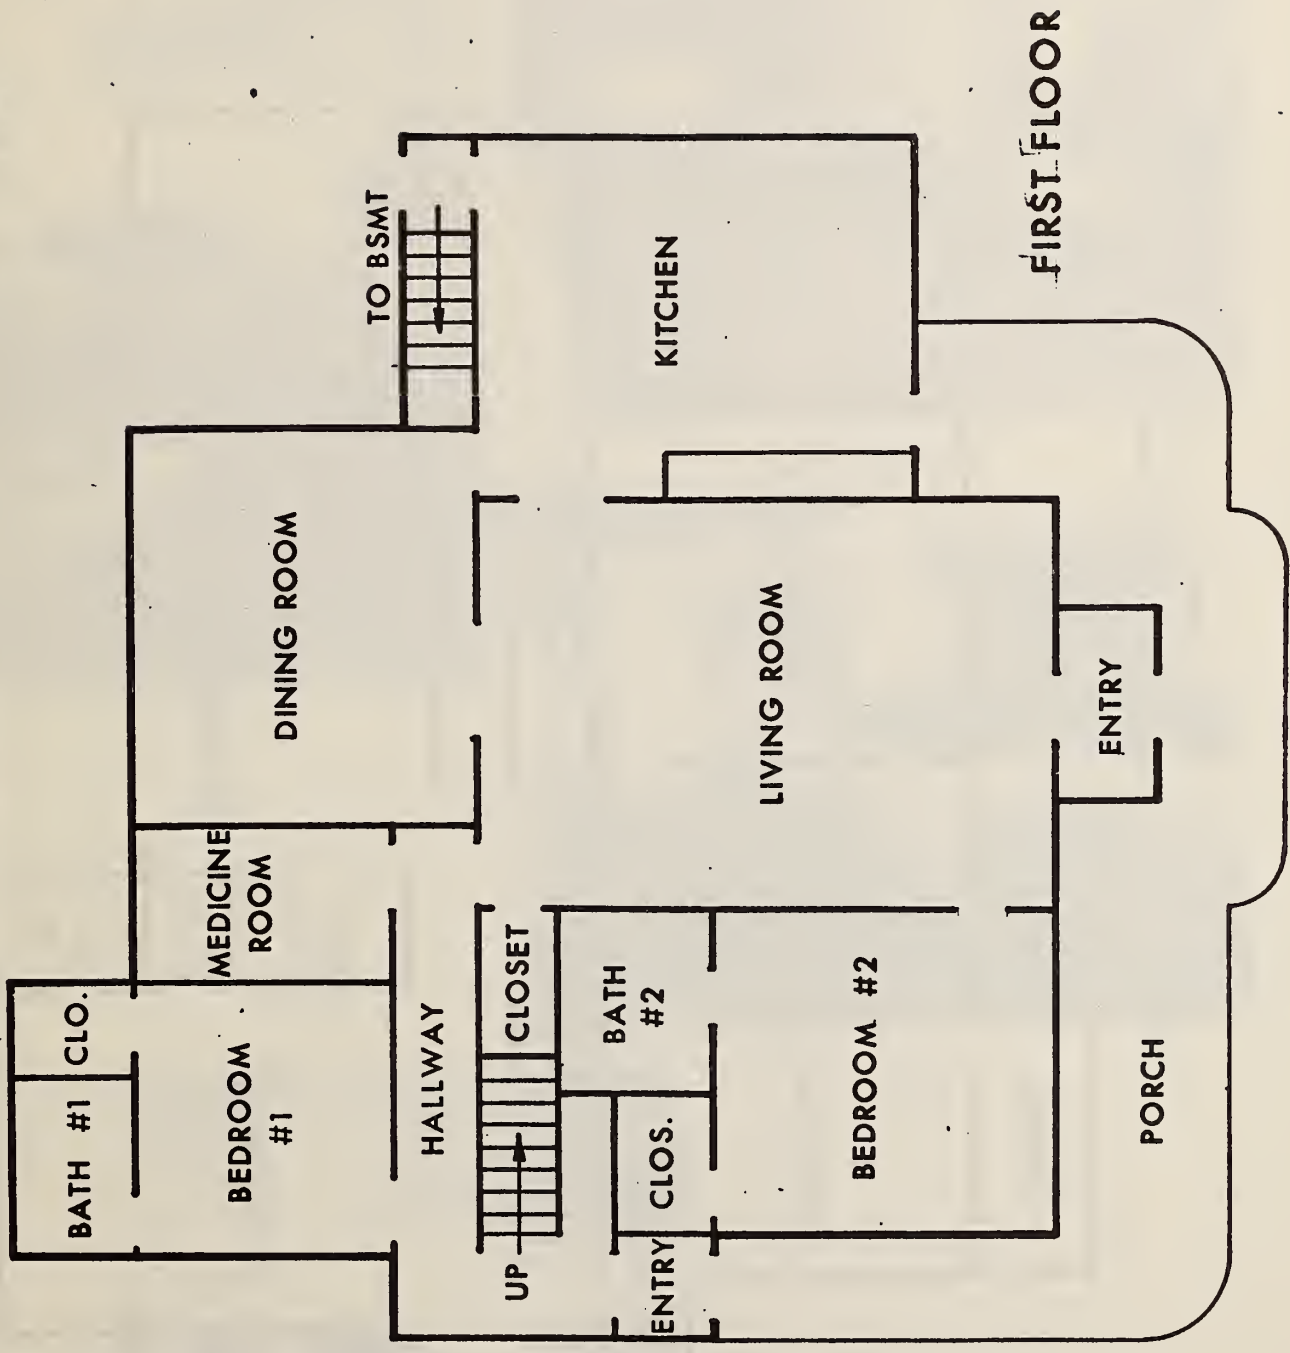 BATH #1
CLO.
BEDROOM
#1
MEDICINE
ROOM
DINING ROOM
TO BSMT
HALLWAY
UP
CLOSET
BATH
#2
ENTRY
CLOS.
BEDROOM #2
LIVING ROOM
KITCHEN
ENTRY
PORCH
FIRST FLOOR